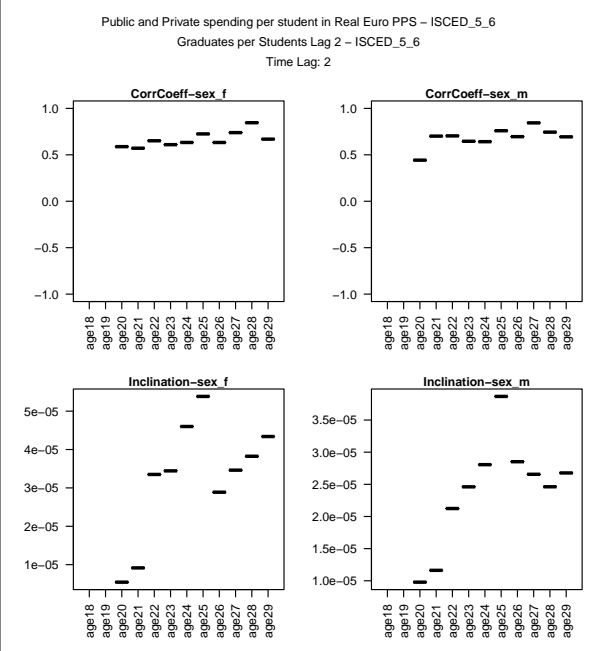 Public and Private spending per student in Real Euro PPS − ISCED_5_6
Graduates per Students Lag 2 − ISCED_5_6
Time Lag: 2
CorrCoeff−sex_f
1.0
0.5
0.0
−0.5
−1.0
age18
age19
age20
age21
age22
age23
age24
age25
age26
age27
age28
age29
CorrCoeff−sex_m
1.0
0.5
0.0
−0.5
−1.0
age18
age19
age20
age21
age22
age23
age24
age25
age26
age27
age28
age29
Inclination−sex_f
5e−05
4e−05
3e−05
2e−05
1e−05
age18
age19
age20
age21
age22
age23
age24
age25
age26
age27
age28
age29
Inclination−sex_m
3.5e−05
3.0e−05
2.5e−05
2.0e−05
1.5e−05
1.0e−05
age18
age19
age20
age21
age22
age23
age24
age25
age26
age27
age28
age29